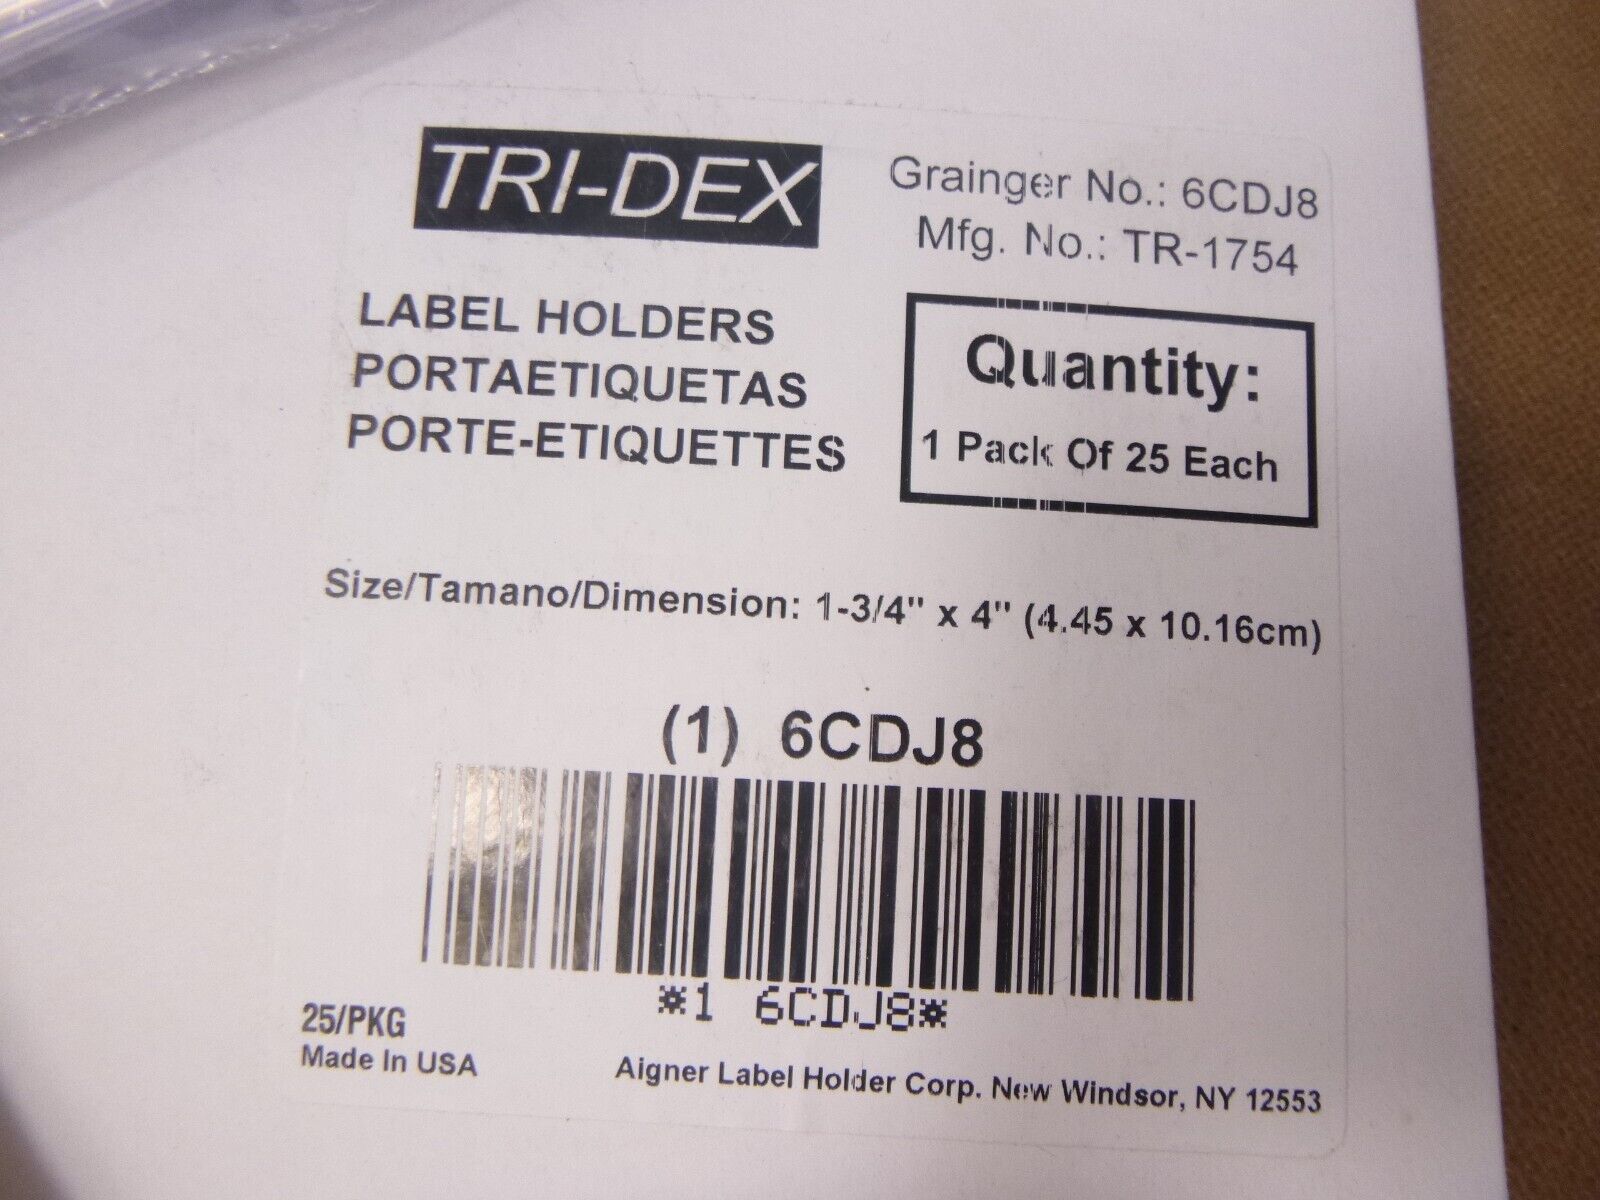 TRI-DEX
Grainger No.: 6CDJ8
Mfg. No.: TR-1754
LABEL HOLDERS
PORTAETIQUETAS
PORTE-ETIQUETTES
Quantity:
1 Pack Of 25 Each
Size/Tamano/Dimension: 1-3/4" x 4" (4.45 x 10.16cm)
(1) 6CDJ8
*1 6CDJ8*
25/PKG
Made In USA
Aigner Label Holder Corp. New Windsor, NY 12553